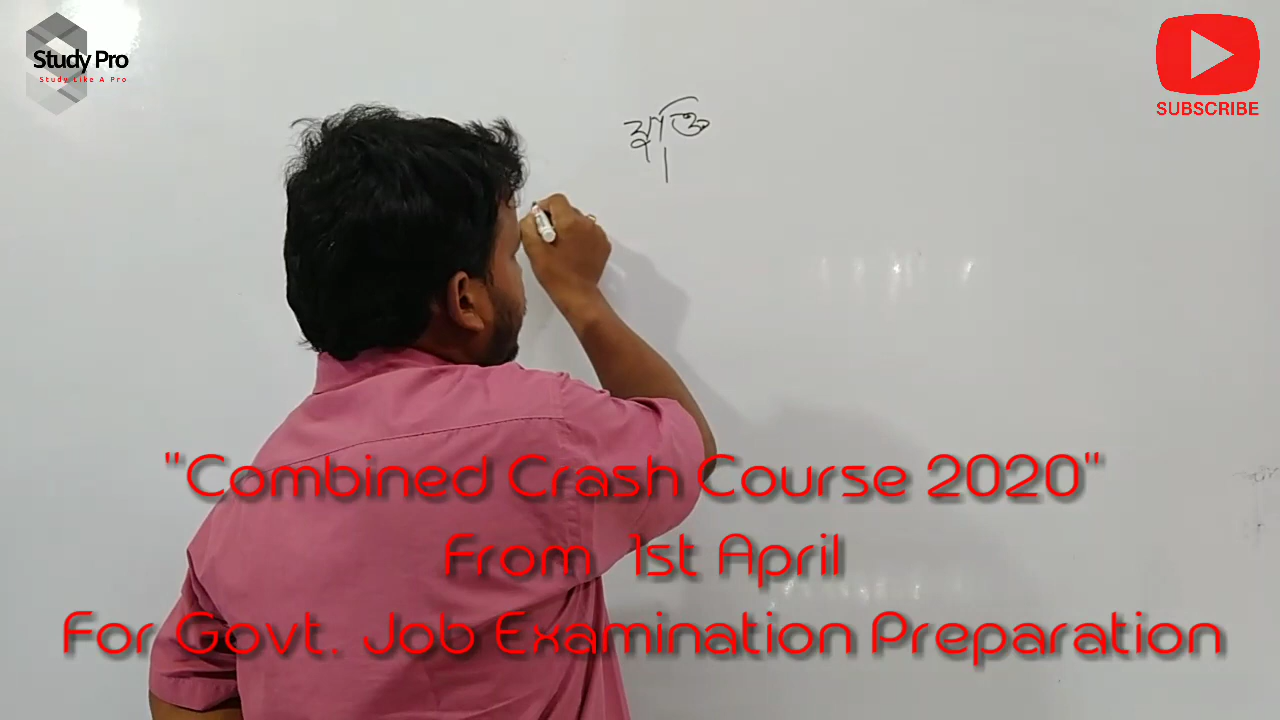 Study Pro
Study Like A Pro
SUBSCRIBE
যুক্তি
"Combined Crash Course 2020"
From 1st April
For Govt. Job Examination Preparation